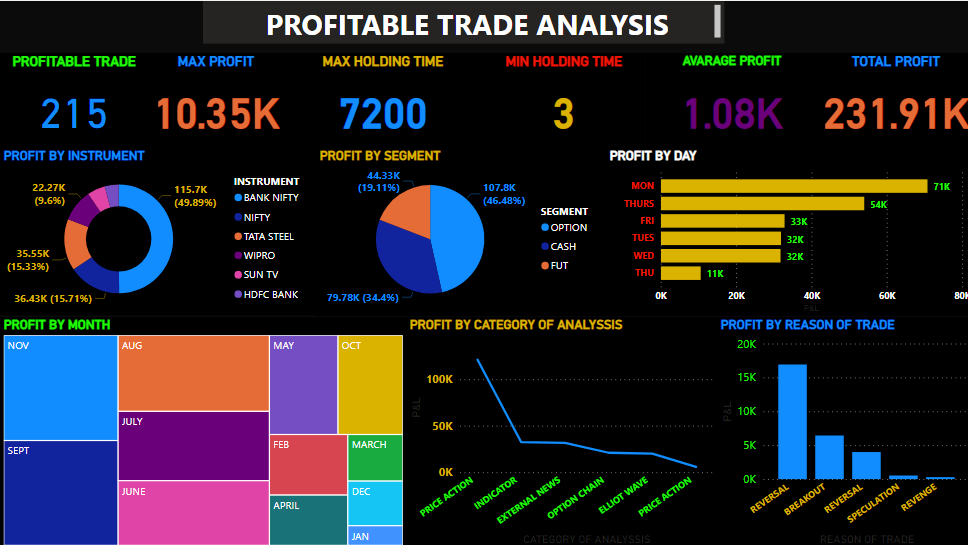 PROFITABLE TRADE ANALYSIS
PROFITABLE TRADE
MAX PROFIT
MAX HOLDING TIME
MIN HOLDING TIME
AVARAGE PROFIT
TOTAL PROFIT
215
10.35K
7200
3
1.08K
231.91K
PROFIT BY INSTRUMENT
22.27K
(9.6%)
115.7K
(49.89%)
35.55K
(15.33%)
36.43K (15.71%)
INSTRUMENT
BANK NIFTY
NIFTY
TATA STEEL
WIPRO
SUN TV
HDFC BANK
PROFIT BY SEGMENT
44.33K
(19.11%)
107.8K
(46.48%)
79.78K (34.4%)
SEGMENT
OPTION
CASH
FUT
PROFIT BY DAY
MON
71K
THURS
54K
FRI
33K
TUES
32K
WED
32K
THU
11K
0K
20K
40K
60K
80K
P&L
PROFIT BY MONTH
NOV
AUG
MAY
OCT
JULY
SEPT
FEB
MARCH
JUNE
DEC
APRIL
JAN
PROFIT BY CATEGORY OF ANALYSSIS
100K
50K
0K
P&L
PRICE ACTION
INDICATOR
EXTERNAL NEWS
OPTION CHAIN
ELLIOT WAVE
PRICE ACTION
CATEGORY OF ANALYSSIS
PROFIT BY REASON OF TRADE
20K
15K
10K
5K
0K
P&L
REVERSAL
BREAKOUT
REVERSAL
SPECULATION
REVENGE
REASON OF TRADE